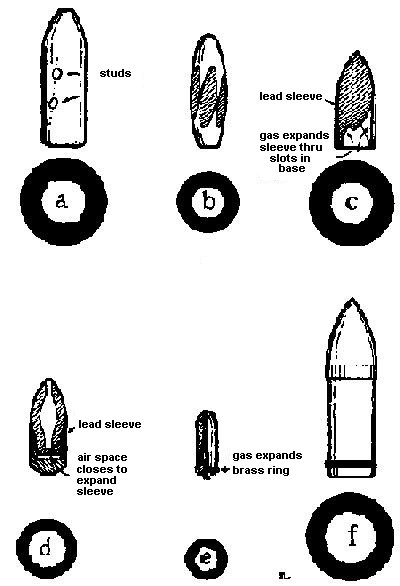 studs
a
b
lead sleeve
gas expands
sleeve thru
slots in
base
c
lead sleeve
air space
closes to
expand
sleeve
d
gas expands
brass ring
e
f